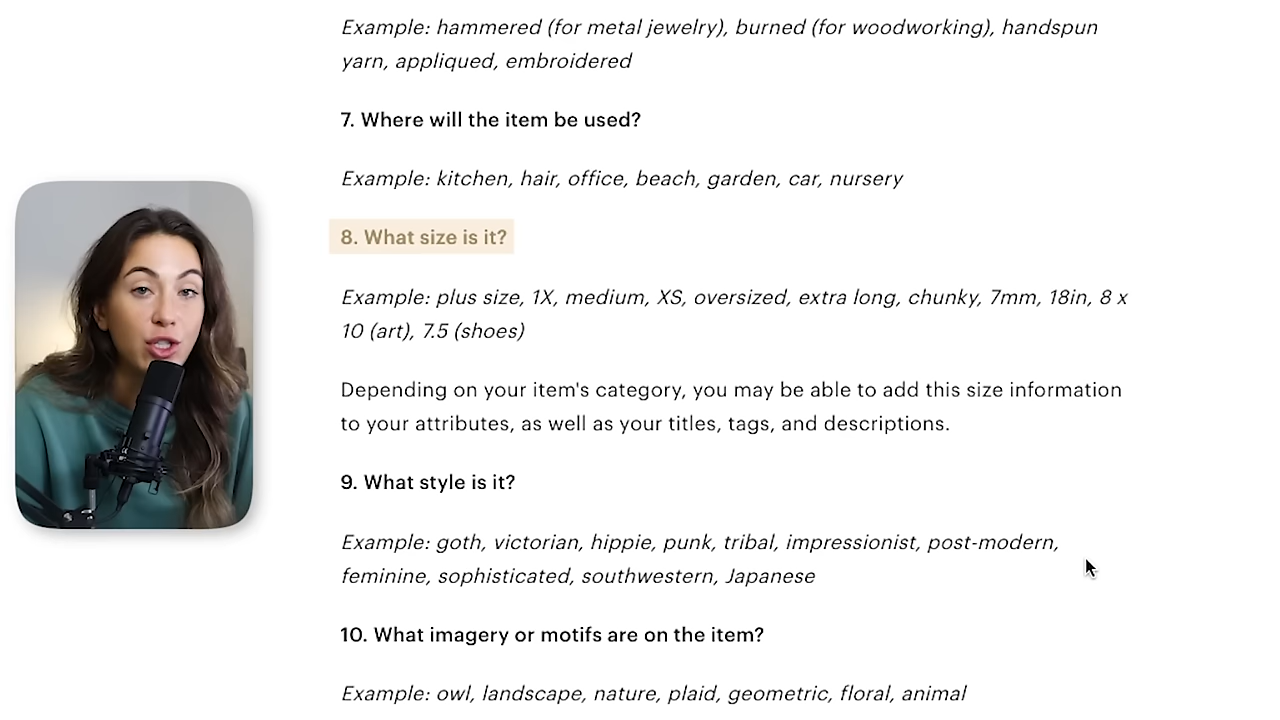 Example: hammered (for metal jewelry), burned (for woodworking), handspun
yarn, appliqued, embroidered
7. Where will the item be used?
Example: kitchen, hair, office, beach, garden, car, nursery
8. What size is it?
Example: plus size, 1X, medium, XS, oversized, extra long, chunky, 7mm, 18in, 8 x
10 (art), 7.5 (shoes)
Depending on your item's category, you may be able to add this size information
to your attributes, as well as your titles, tags, and descriptions.
9. What style is it?
Example: goth, victorian, hippie, punk, tribal, impressionist, post-modern,
feminine, sophisticated, southwestern, Japanese
10. What imagery or motifs are on the item?
Example: owl, landscape, nature, plaid, geometric, floral, animal